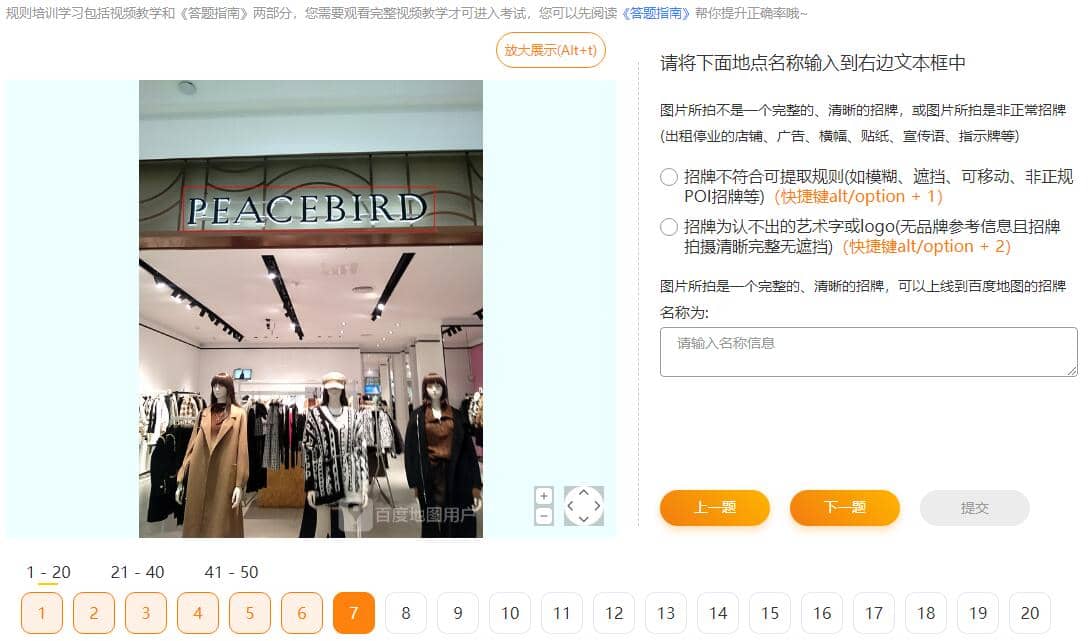 规则培训学习包括视频教学和《答题指南》两部分，您需要观看完整视频教学才可进入考试，您可以先阅读《答题指南》帮你提升正确率哦~
放大展示(Alt+t)
PEACEBIRD
百度地图用户
请将下面地点名称输入到右边文本框中
图片所拍不是一个完整的、清晰的招牌，或图片所拍是非正常招牌
(出租停业的店铺、广告、横幅、贴纸、宣传语、指示牌等)
招牌不符合可提取规则(如模糊、遮挡、可移动、非正规
POI招牌等)（快捷键alt/option + 1）
招牌为认不出的艺术字或logo(无品牌参考信息且招牌
拍摄清晰完整无遮挡)（快捷键alt/option + 2）
图片所拍是一个完整的、清晰的招牌，可以上线到百度地图的招牌
名称为:
请输入名称信息
上一题 下一题 提交
1 - 20 21 - 40 41 - 50
1 2 3 4 5 6 7 8 9 10 11 12 13 14 15 16 17 18 19 20